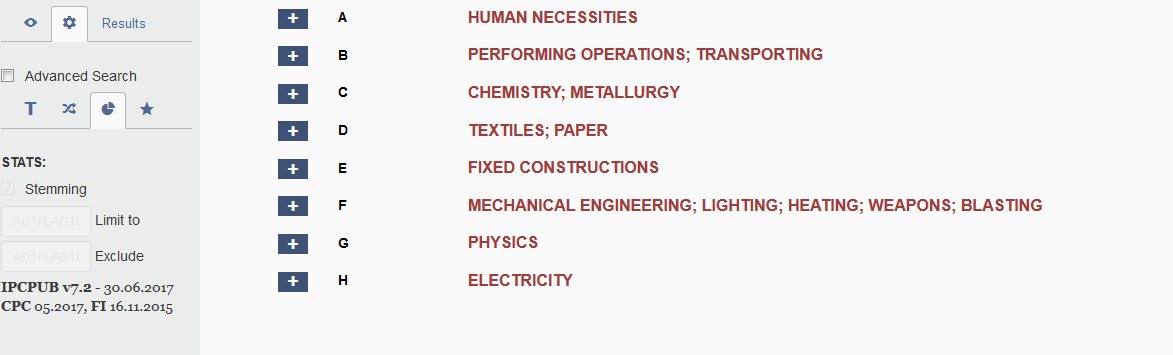 Results
Advanced Search
T
STATS:
Stemming
A01N,A01I Limit to
A01N,A01I Exclude
IPCPUB v7.2 - 30.06.2017
CPC 05.2017, FI 16.11.2015
+ A HUMAN NECESSITIES
+ B PERFORMING OPERATIONS; TRANSPORTING
+ C CHEMISTRY; METALLURGY
+ D TEXTILES; PAPER
+ E FIXED CONSTRUCTIONS
+ F MECHANICAL ENGINEERING; LIGHTING; HEATING; WEAPONS; BLASTING
+ G PHYSICS
+ H ELECTRICITY